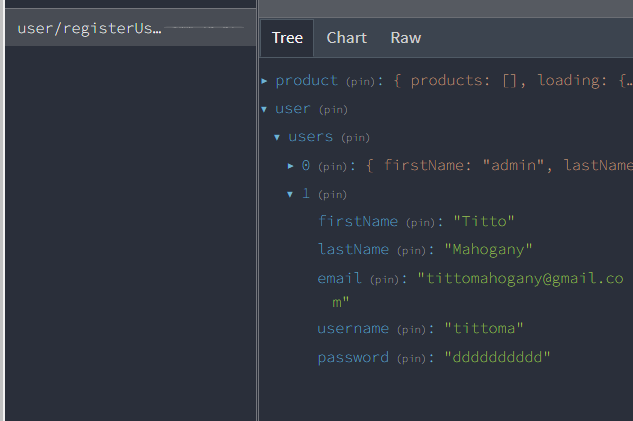 user/registerUs…
Tree Chart Raw
▶ product (pin): { products: [], loading: {…
▼ user (pin)
▼ users (pin)
▶ 0 (pin): { firstName: "admin", lastName
▼ 1 (pin)
firstName (pin): "Titto"
lastName (pin): "Mahogany"
email (pin): "tittomahogany@gmail.co
m"
username (pin): "tittoma"
password (pin): "dddddddddd"